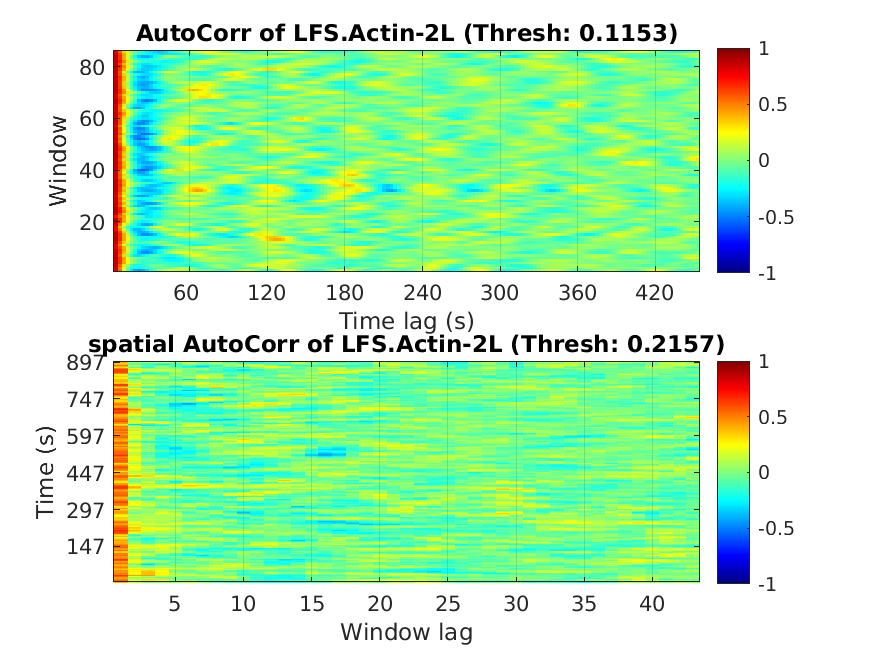 AutoCorr of LFS.Actin-2L (Thresh: 0.1153)
80
60
40
20
Window
60 120 180 240 300 360 420
Time lag (s)
1
0.5
0
-0.5
-1
spatial AutoCorr of LFS.Actin-2L (Thresh: 0.2157)
897
747
597
447
297
147
Time (s)
5 10 15 20 25 30 35 40
Window lag
1
0.5
0
-0.5
-1